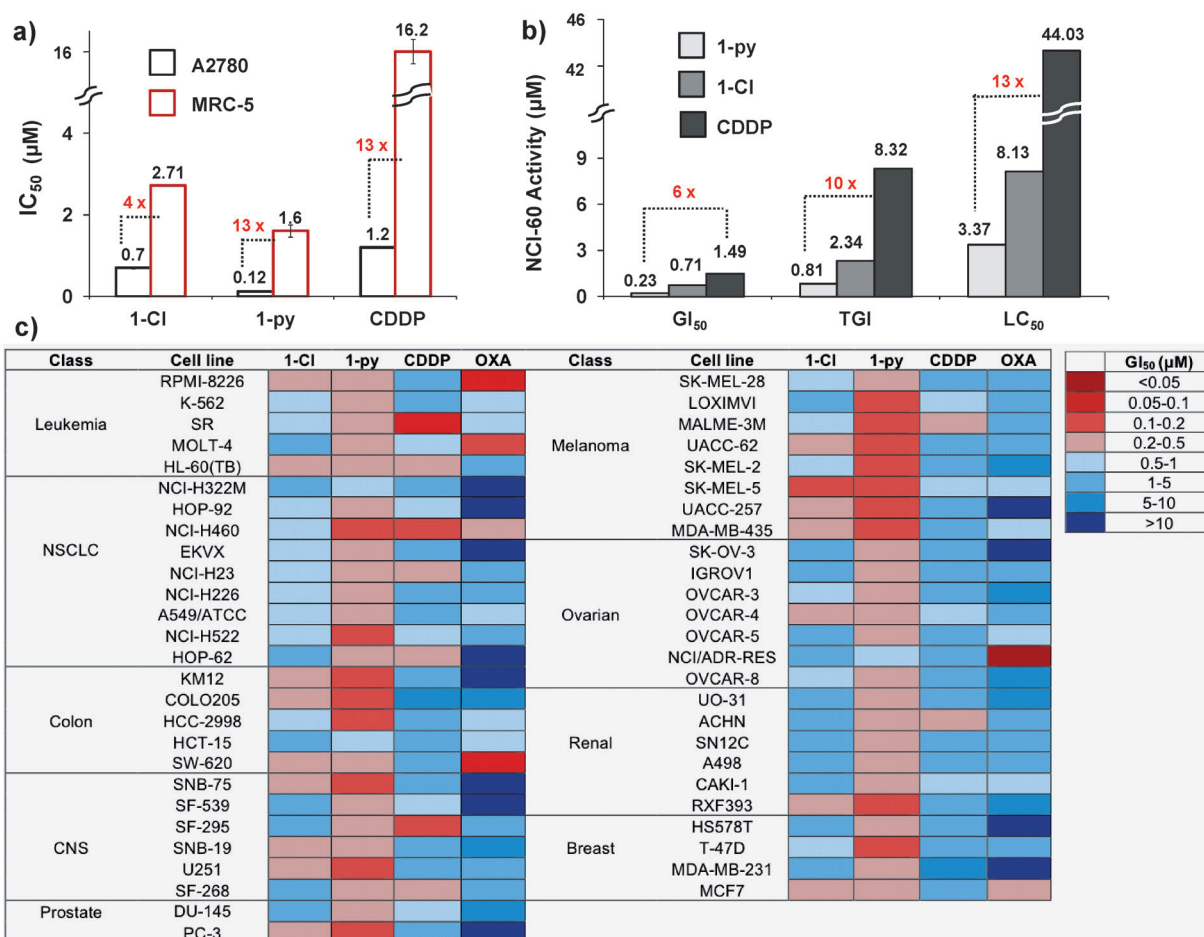 a)
IC50 (µM)
16
4
2
0
A2780
MRC-5
4 x
0.7
2.71
13 x
0.12
1.6
13 x
1.2
16.2
1-Cl 1-py CDDP
b)
NCI-60 Activity (µM)
46
42
9
6
3
0
1-py
1-Cl
CDDP
6 x
0.23
0.71
1.49
10 x
0.81
2.34
8.32
13 x
3.37
8.13
44.03
GI50 TGI LC50
c)
Class Cell line 1-Cl 1-py CDDP OXA
Leukemia
RPMI-8226
K-562
SR
MOLT-4
HL-60(TB)
NSCLC
NCI-H322M
HOP-92
NCI-H460
EKVX
NCI-H23
NCI-H226
A549/ATCC
NCI-H522
HOP-62
Colon
KM12
COLO205
HCC-2998
HCT-15
SW-620
CNS
SNB-75
SF-539
SF-295
SNB-19
U251
SF-268
Prostate
DU-145
PC-3
Class Cell line 1-Cl 1-py CDDP OXA
Melanoma
SK-MEL-28
LOXIMVI
MALME-3M
UACC-62
SK-MEL-2
SK-MEL-5
UACC-257
MDA-MB-435
Ovarian
SK-OV-3
IGROV1
OVCAR-3
OVCAR-4
OVCAR-5
NCI/ADR-RES
OVCAR-8
Renal
UO-31
ACHN
SN12C
A498
CAKI-1
RXF393
Breast
HS578T
T-47D
MDA-MB-231
MCF7
GI50 (µM)
<0.05
0.05-0.1
0.1-0.2
0.2-0.5
0.5-1
1-5
5-10
>10